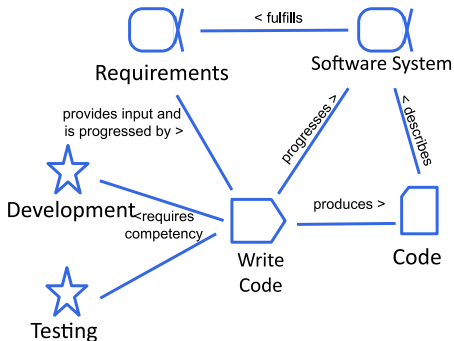 < fulfills
Requirements
Software System
provides input and
is progressed by >
progresses >
< describes
Development
<requires
competency
produces >
Write
Code
Code
Testing